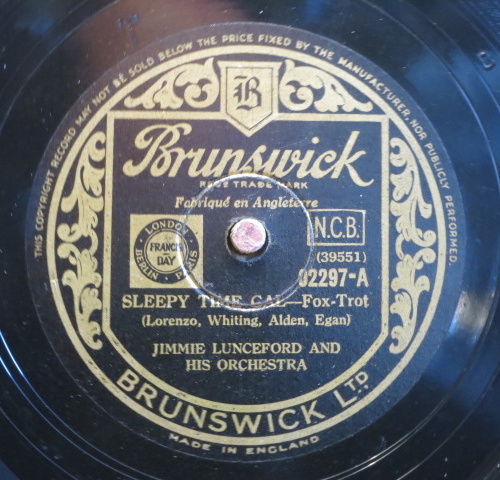 THIS COPYRIGHT RECORD MAY NOT BE SOLD BELOW THE PRICE FIXED BY THE MANUFACTURER, NOR PUBLICLY PERFORMED.
B
Brunswick
REGD TRADE MARK
Fabriqué en Angleterre
LONDON
FRANCIS DAY
BERLIN PARIS
N.C.B.
(39551)
02297-A
SLEEPY TIME GAL—Fox-Trot
(Lorenzo, Whiting, Alden, Egan)
JIMMIE LUNCEFORD AND
HIS ORCHESTRA
BRUNSWICK LTD
MADE IN ENGLAND